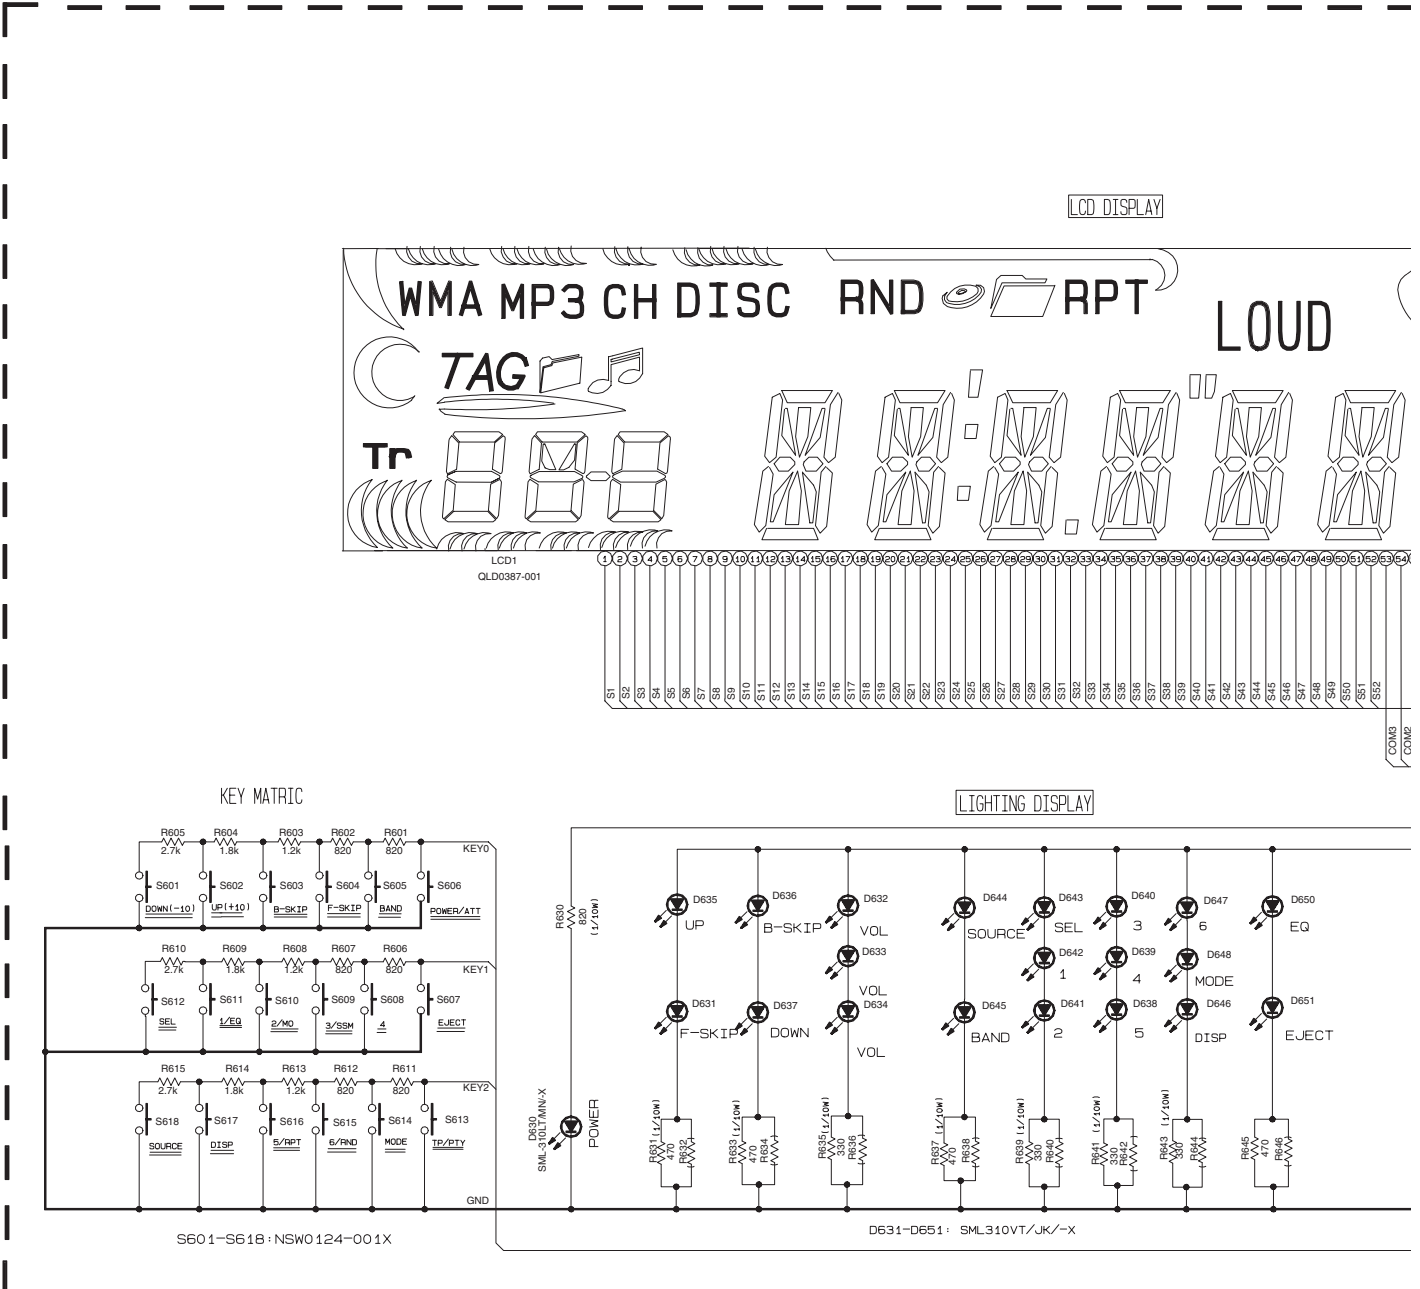 LCD DISPLAY
WMA MP3 CH DISC RND RPT
LOUD
TAG
Tr
LCD1
QLD0387-001
1 2 3 4 5 6 7 8 9 10 11 12 13 14 15 16 17 18 19 20 21 22 23 24 25 26 27 28 29 30 31 32 33 34 35 36 37 38 39 40 41 42 43 44 45 46 47 48 49 50 51 52 53 54
S1 S2 S3 S4 S5 S6 S7 S8 S9 S10 S11 S12 S13 S14 S15 S16 S17 S18 S19 S20 S21 S22 S23 S24 S25 S26 S27 S28 S29 S30 S31 S32 S33 S34 S35 S36 S37 S38 S39 S40 S41 S42 S43 S44 S45 S46 S47 S48 S49 S50 S51 S52
COM3 COM2
KEY MATRIC
R605 R604 R603 R602 R601
2.7k 1.8k 1.2k 820 820 KEY0
S601 S602 S603 S604 S605 S606
DOWN(-10) UP(+10) B-SKIP F-SKIP BAND POWER/ATT
R610 R609 R608 R607 R606
2.7k 1.8k 1.2k 820 820 KEY1
S612 S611 S610 S609 S608 S607
SEL 1/EQ 2/MO 3/SSM 4 EJECT
R615 R614 R613 R612 R611
2.7k 1.8k 1.2k 820 820 KEY2
S618 S617 S616 S615 S614 S613
SOURCE DISP 5/RPT 6/RND MODE TP/PTY
GND
S601-S618:NSW0124-001X
LIGHTING DISPLAY
R630
820
(1/10W)
D630
SML-310LT/MN/-X
POWER
D635 D636 D632 D644 D643 D640 D647 D650
UP B-SKIP VOL SOURCE SEL 3 6 EQ
D633 D642 D639 D648
VOL 1 4 MODE
D631 D637 D634 D645 D641 D638 D646 D651
F-SKIP DOWN VOL BAND 2 5 DISP EJECT
R631 (1/10W) 470 R632
R633 (1/10W) 470 R634
R635 (1/10W) 330 R636
R637 (1/10W) 470 R638
R639 (1/10W) 330 R640
R641 (1/10W) 330 R642
R643 (1/10W) 330 R644
R645 470 R646
D631-D651: SML310VT/JK/-X